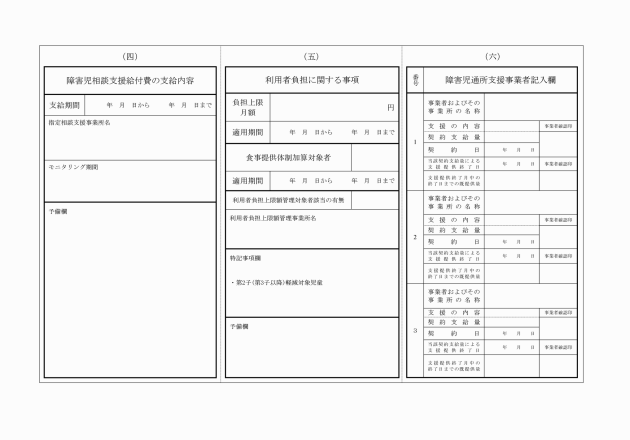 （四）
障害児相談支援給付費の支給内容
支給期間　年　月　日から　年　月　日まで
指定相談支援事業所名
モニタリング期間
予備欄
（五）
利用者負担に関する事項
負担上限
月額
円
適用期間　年　月　日から　年　月　日まで
食事提供体制加算対象者
適用期間　年　月　日から　年　月　日まで
利用者負担上限額管理対象者該当の有無
利用者負担上限額管理事業所名
特記事項欄
・第2子（第3子以降）軽減対象児童
予備欄
（六）
番号
障害児通所支援事業者記入欄
1
事業者およびその
事業所の名称
支援の内容　事業者確認印
契約支給量
契約日　年　月　日
当該契約支給量による
支援提供終了日
年　月　日　事業者確認印
支援提供終了月中の
終了日までの既提供量
2
事業者およびその
事業所の名称
支援の内容　事業者確認印
契約支給量
契約日　年　月　日
当該契約支給量による
支援提供終了日
年　月　日　事業者確認印
支援提供終了月中の
終了日までの既提供量
3
事業者およびその
事業所の名称
支援の内容　事業者確認印
契約支給量
契約日　年　月　日
当該契約支給量による
支援提供終了日
年　月　日　事業者確認印
支援提供終了月中の
終了日までの既提供量